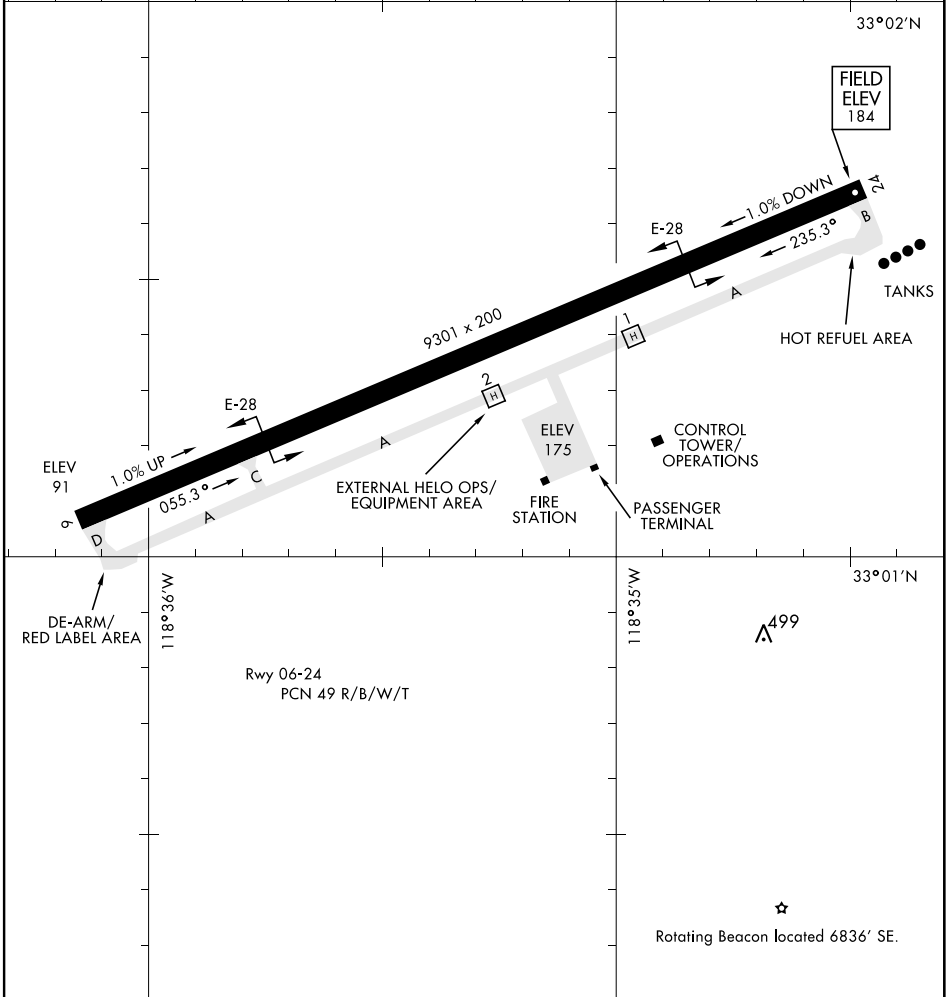 33°02'N
FIELD
ELEV
184
24
1.0% DOWN
B
235.3°
E-28
A
TANKS
HOT REFUEL AREA
9301 x 200
1
H
2
H
E-28
A
ELEV
175
CONTROL
TOWER/
OPERATIONS
ELEV
91
1.0% UP
055.3°
C
EXTERNAL HELO OPS/
EQUIPMENT AREA
FIRE
STATION
PASSENGER
TERMINAL
6
A
D
33°01'N
DE-ARM/
RED LABEL AREA
118°36'W
118°35'W
499
Rwy 06-24
PCN 49 R/B/W/T
Rotating Beacon located 6836' SE.